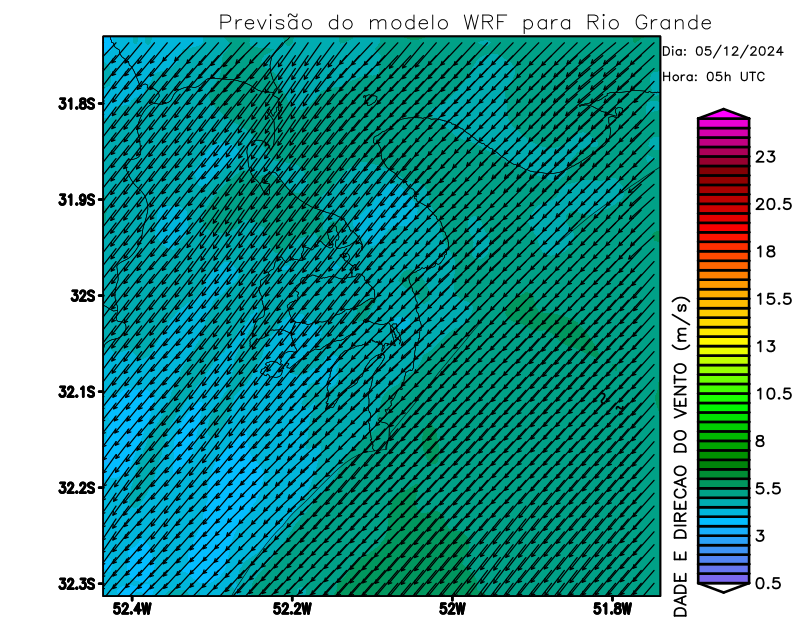 Previsão do modelo WRF para Rio Grande
Dia: 05/12/2024
Hora: 05h UTC
31.8S
31.9S
32S
32.1S
32.2S
32.3S
52.4W
52.2W
52W
51.8W
23
20.5
18
15.5
13
10.5
8
5.5
3
0.5
DADE E DIRECAO DO VENTO (m/s)